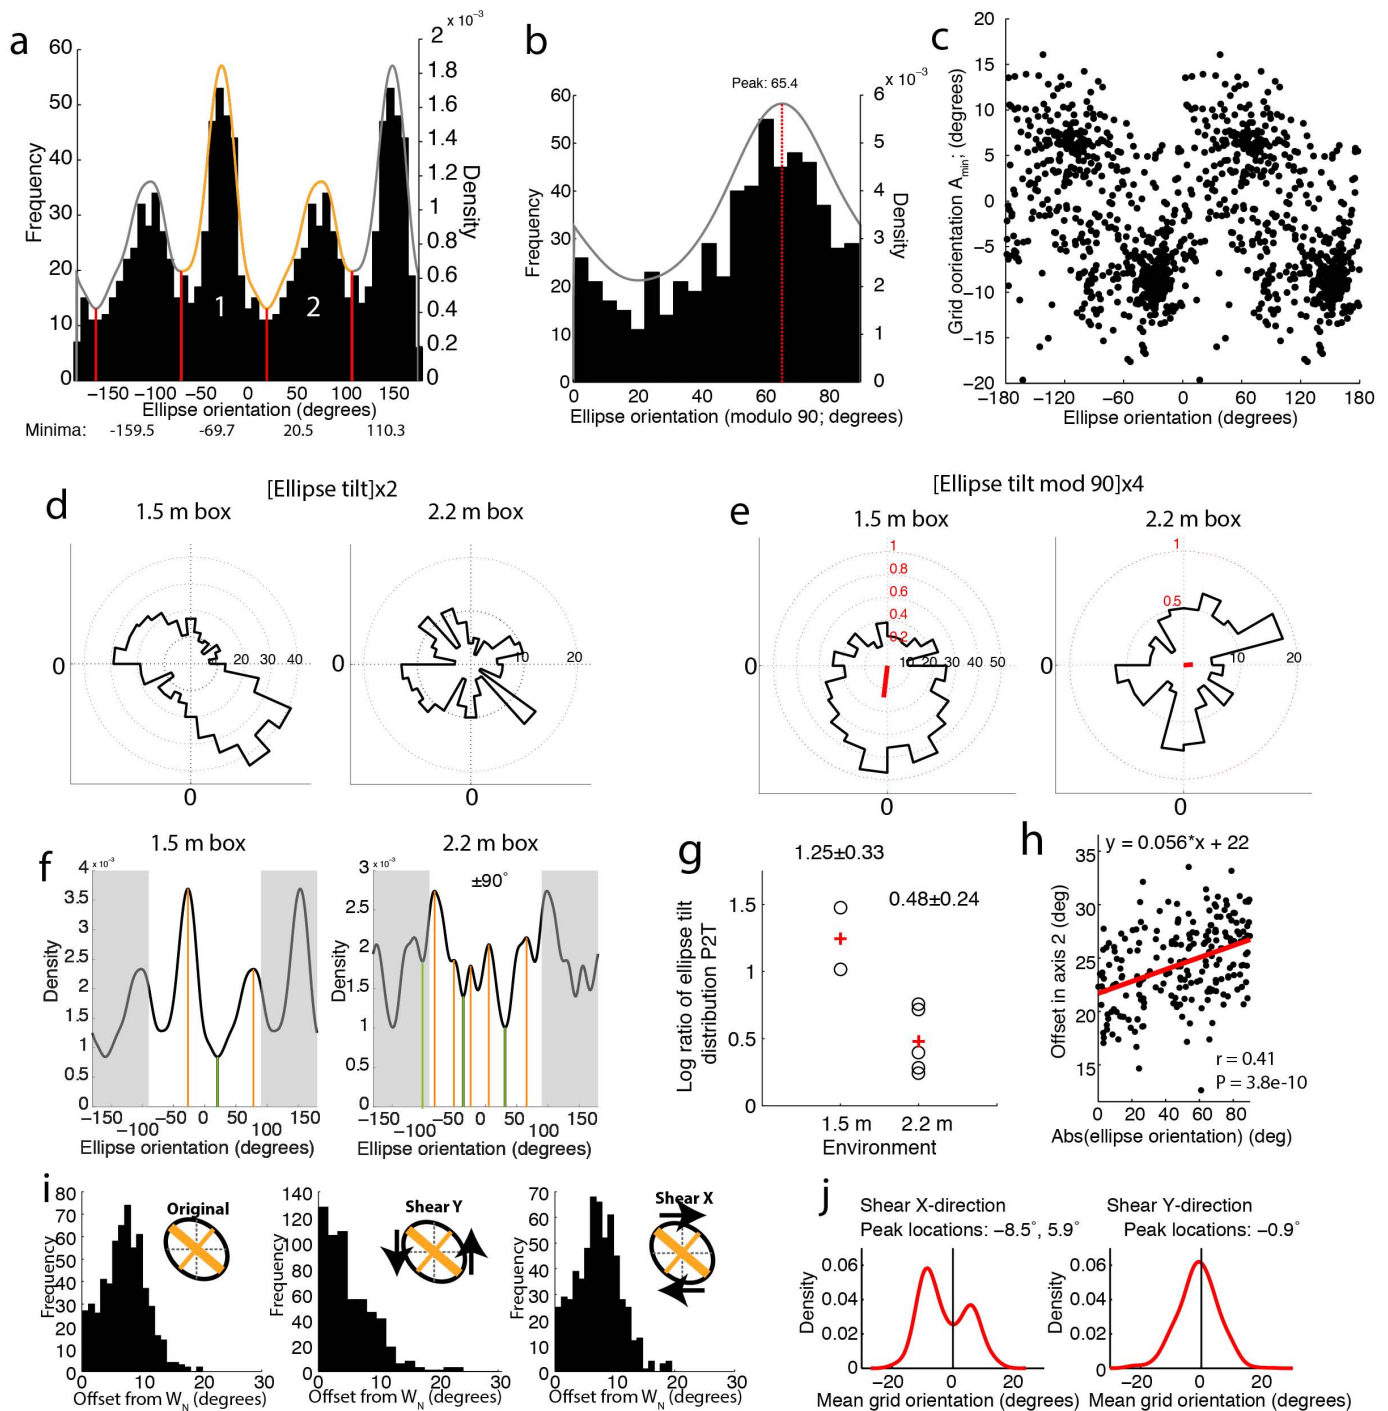 a
2 x 10⁻³
60
50
40
30
20
10
0
Frequency
1.8
1.6
1.4
1.2
1
0.8
0.6
0.4
0.2
0
Density
1
2
−150 −100 −50 0 50 100 150
Ellipse orientation (degrees)
Minima: -159.5 -69.7 20.5 110.3
b
x 10⁻³
Peak: 65.4
60
50
40
30
20
10
0
Frequency
6
5
4
3
2
1
0
Density
0 20 40 60 80
Ellipse orientation (modulo 90; degrees)
c
20
15
10
5
0
−5
−10
−15
−20
Grid oorientation Amin; (degrees)
−180 −120 −60 0 60 120 180
Ellipse orientation (degrees)
[Ellipse tilt]x2
d
1.5 m box
2.2 m box
0
20 30 40
0
0
10 20
0
[Ellipse tilt mod 90]x4
e
1.5 m box
2.2 m box
1
0.8
0.6
0.4
0.2
0
10 20 30 40 50
0
1
0.5
0
10 20
0
f
1.5 m box
x 10⁻³
4
3.5
3
2.5
2
1.5
1
0.5
0
Density
−150 −100 −50 0 50 100 150
Ellipse orientation (degrees)
2.2 m box
x 10⁻³
±90°
3
2.5
2
1.5
1
0.5
0
Density
−150 −100 −50 0 50 100 150
Ellipse orientation (degrees)
g
1.25±0.33
0.48±0.24
1.5
1
0.5
0
Log ratio of ellipse tilt
distribution P2T
1.5 m 2.2 m
Environment
h
y = 0.056*x + 22
35
30
25
20
15
Offset in axis 2 (deg)
r = 0.41
P = 3.8e-10
0 20 40 60 80
Abs(ellipse orientation) (deg)
i
Original
80
70
60
50
40
30
20
10
0
Frequency
0 10 20 30
Offset from WN (degrees)
Shear Y
140
120
100
80
60
40
20
0
Frequency
0 10 20 30
Offset from WN (degrees)
Shear X
70
60
50
40
30
20
10
0
Frequency
0 10 20 30
Offset from WN (degrees)
j
Shear X-direction
Peak locations: −8.5°, 5.9°
0.06
0.04
0.02
0
Density
−20 0 20
Mean grid orientation (degrees)
Shear Y-direction
Peak locations: −0.9°
0.06
0.04
0.02
0
Density
−20 0 20
Mean grid orientation (degrees)